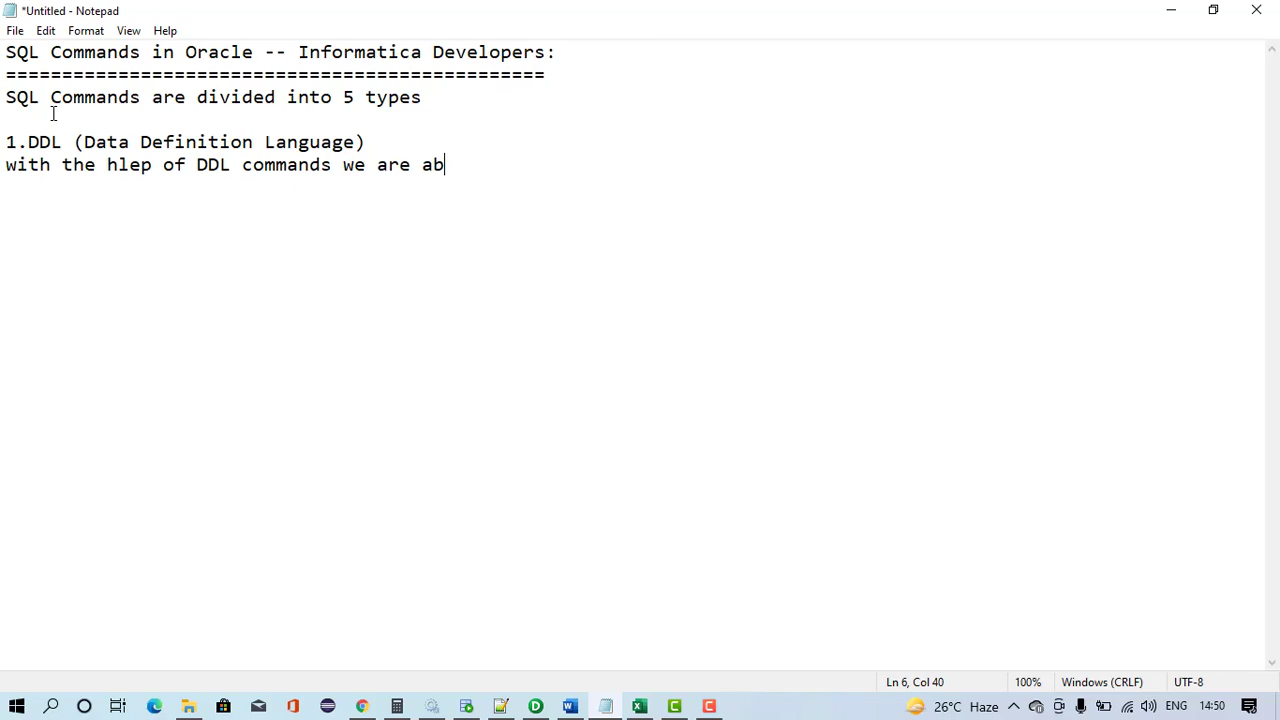 *Untitled - Notepad
File Edit Format View Help
SQL Commands in Oracle -- Informatica Developers:
================================================
SQL Commands are divided into 5 types
1.DDL (Data Definition Language)
with the hlep of DDL commands we are ab
Ln 6, Col 40 100% Windows (CRLF) UTF-8
26°C Haze ENG 14:50